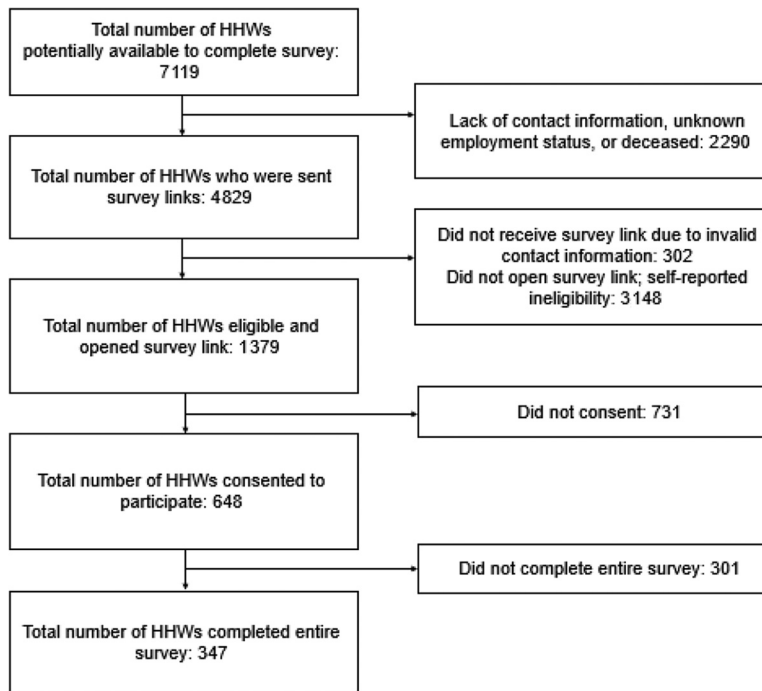 Total number of HHWs
potentially available to complete survey:
7119
Lack of contact information, unknown
employment status, or deceased: 2290
Total number of HHWs who were sent
survey links: 4829
Did not receive survey link due to invalid
contact information: 302
Did not open survey link; self-reported
ineligibility: 3148
Total number of HHWs eligible and
opened survey link: 1379
Did not consent: 731
Total number of HHWs consented to
participate: 648
Did not complete entire survey: 301
Total number of HHWs completed entire
survey: 347